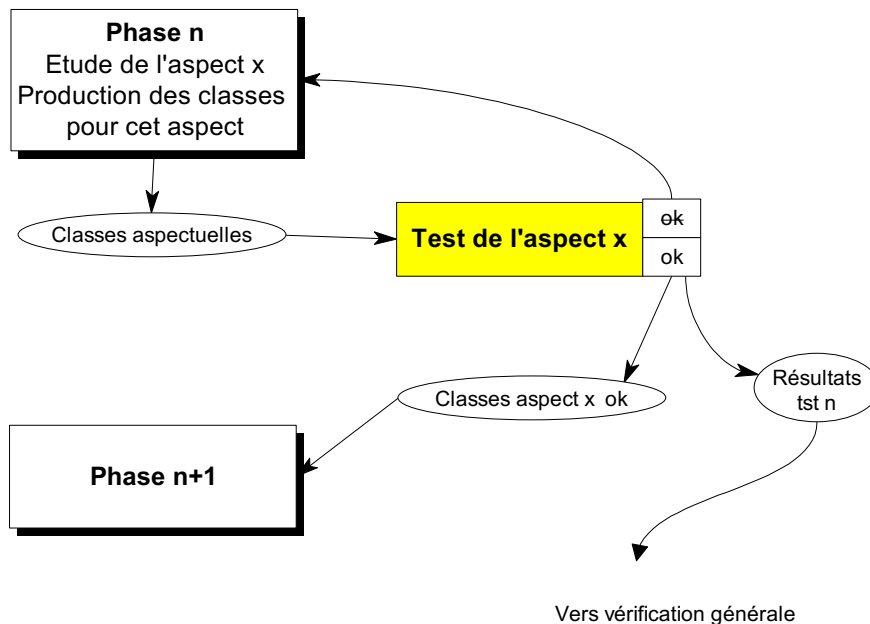 Phase n
Etude de l'aspect x
Production des classes
pour cet aspect
Classes aspectuelles
Test de l'aspect x
ok
ok
Classes aspect x ok
Résultats
tst n
Phase n+1
Vers vérification générale